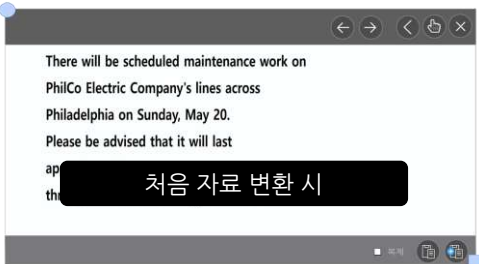 There will be scheduled maintenance work on
PhilCo Electric Company's lines across
Philadelphia on Sunday, May 20.
Please be advised that it will last
처음 자료 변환 시